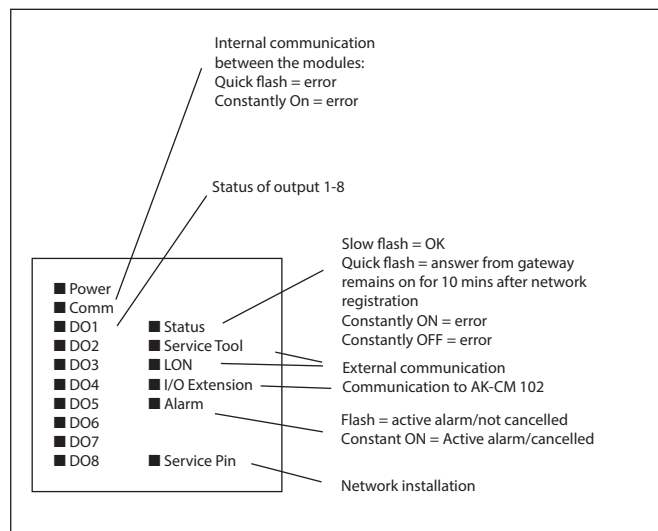 Internal communication
between the modules:
Quick flash = error
Constantly On = error
Status of output 1-8
Slow flash = OK
Quick flash = answer from gateway
remains on for 10 mins after network
registration
Constantly ON = error
Constantly OFF = error
External communication
Communication to AK-CM 102
Flash = active alarm/not cancelled
Constant ON = Active alarm/cancelled
Network installation
Power
Comm
DO1
DO2
DO3
DO4
DO5
DO6
DO7
DO8
Status
Service Tool
LON
I/O Extension
Alarm
Service Pin